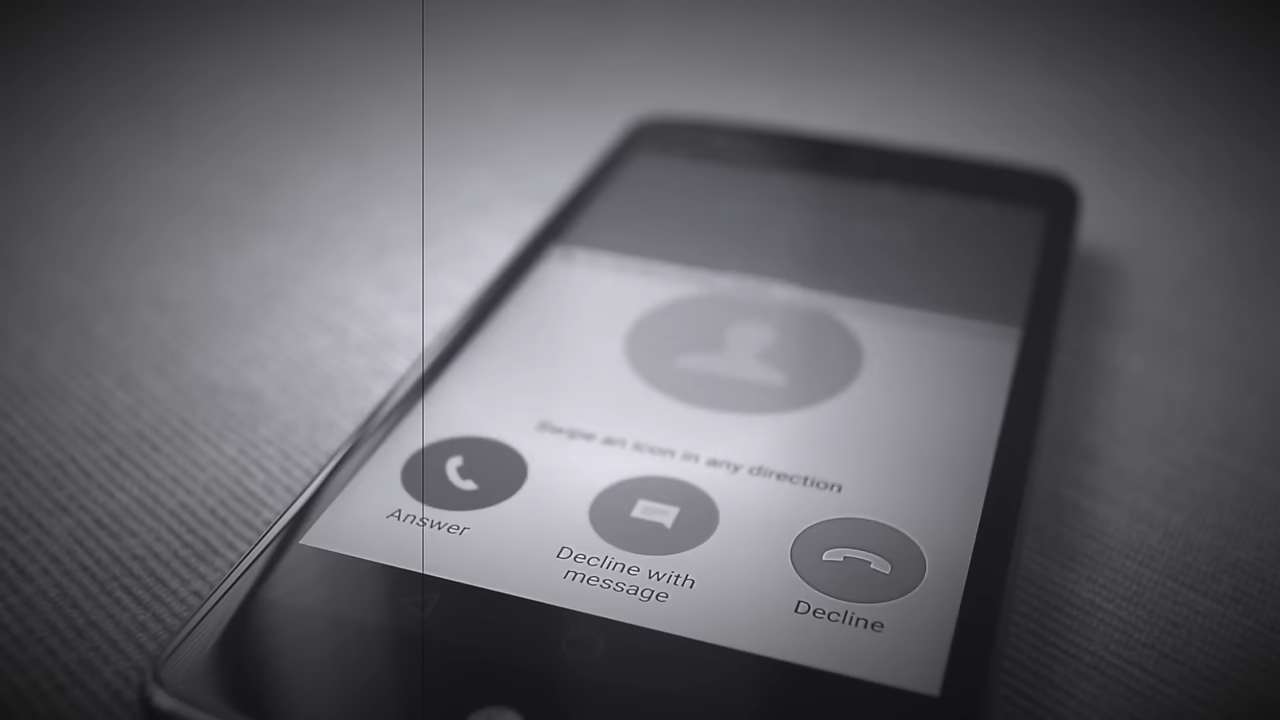 Swipe an icon in any direction
Answer
Decline with
message
Decline